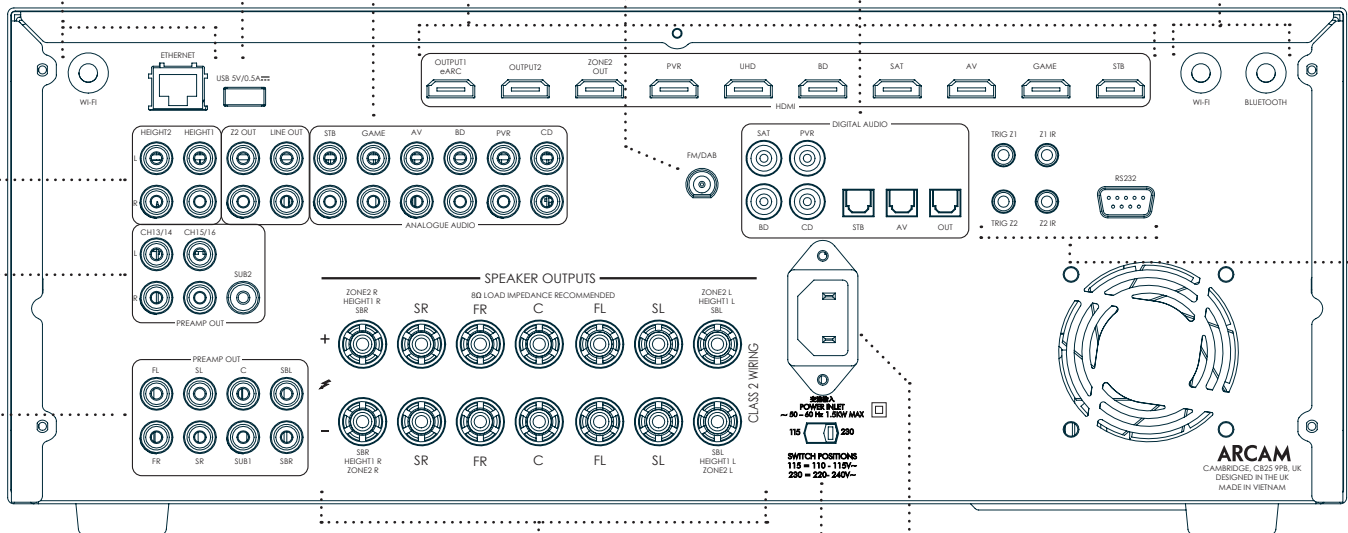 WI-FI
ETHERNET
USB 5V/0.5A⎓
OUTPUT1
eARC
OUTPUT2
ZONE2
OUT
PVR
UHD
BD
SAT
AV
GAME
STB
HDMI
WI-FI
BLUETOOTH
HEIGHT2
HEIGHT1
Z2 OUT
LINE OUT
STB
GAME
AV
BD
PVR
CD
L
R
ANALOGUE AUDIO
FM/DAB
DIGITAL AUDIO
SAT
PVR
BD
CD
STB
AV
OUT
TRIG Z1
Z1 IR
TRIG Z2
Z2 IR
RS232
CH13/14
CH15/16
L
R
SUB2
PREAMP OUT
SPEAKER OUTPUTS
8Ω LOAD IMPEDANCE RECOMMENDED
ZONE2 R
HEIGHT1 R
SBR
SR
FR
C
FL
SL
ZONE2 L
HEIGHT1 L
SBL
+
−
SBR
HEIGHT1 R
ZONE2 R
SR
FR
C
FL
SL
SBL
HEIGHT1 L
ZONE2 L
CLASS 2 WIRING
PREAMP OUT
FL
SL
C
SBL
FR
SR
SUB1
SBR
POWER INLET
~ 50 – 60 Hz 1.5KW MAX
115
230
SWITCH POSITIONS
115 = 110 - 115V~
230 = 220- 240V~
ARCAM
CAMBRIDGE, CB25 9PB, UK
DESIGNED IN THE UK
MADE IN VIETNAM